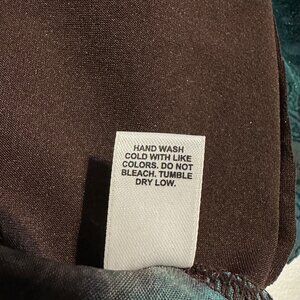 HAND WASH
COLD WITH LIKE
COLORS. DO NOT
BLEACH. TUMBLE
DRY LOW.